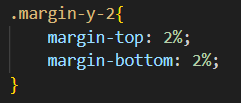 .margin-y-2{
    margin-top: 2%;
    margin-bottom: 2%;
}